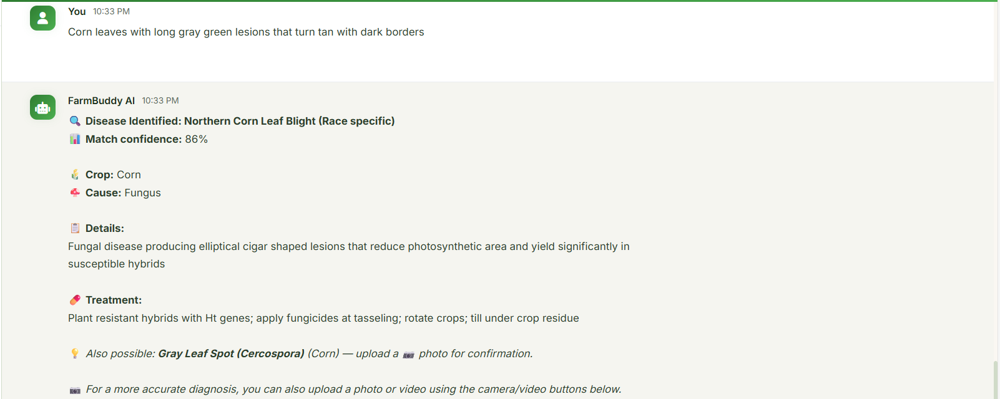 You 10:33 PM
Corn leaves with long gray green lesions that turn tan with dark borders
FarmBuddy AI 10:33 PM
🔍 Disease Identified: Northern Corn Leaf Blight (Race specific)
📊 Match confidence: 86%
🌾 Crop: Corn
🍄 Cause: Fungus
📋 Details:
Fungal disease producing elliptical cigar shaped lesions that reduce photosynthetic area and yield significantly in
susceptible hybrids
💊 Treatment:
Plant resistant hybrids with Ht genes; apply fungicides at tasseling; rotate crops; till under crop residue
💡 Also possible: Gray Leaf Spot (Cercospora) (Corn) — upload a 📷 photo for confirmation.
📷 For a more accurate diagnosis, you can also upload a photo or video using the camera/video buttons below.